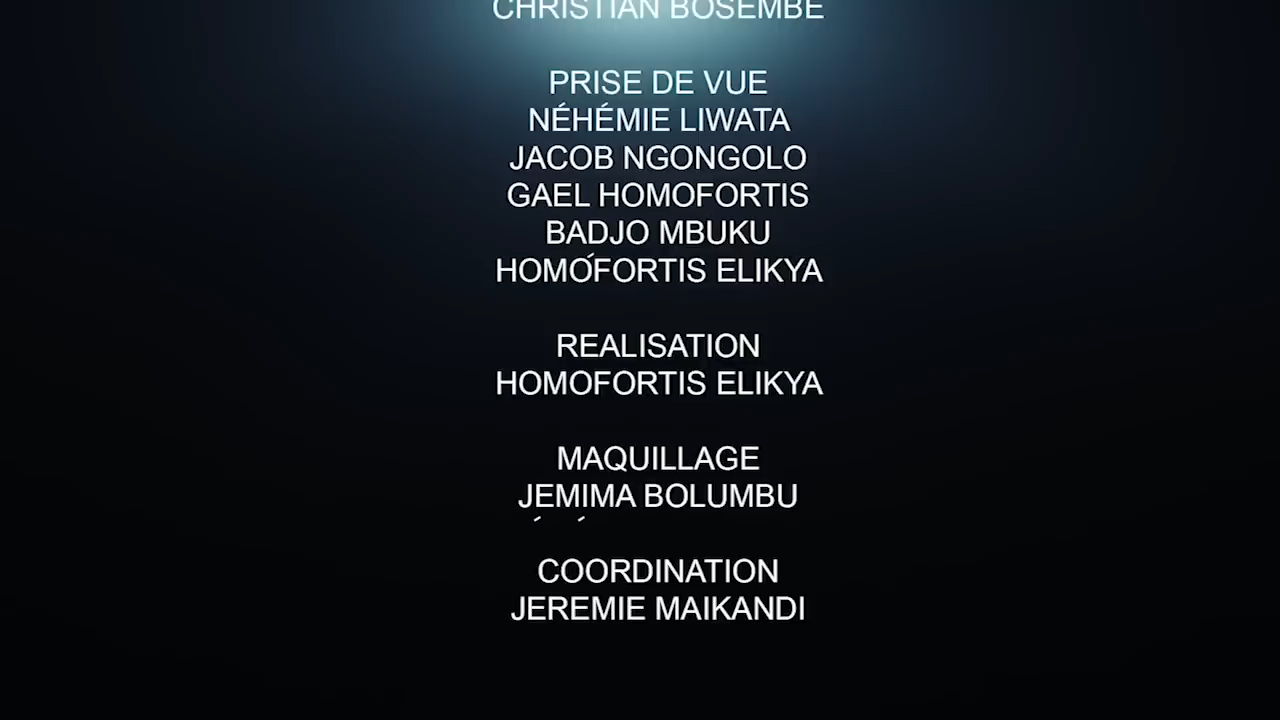 CHRISTIAN BOSEMBE
PRISE DE VUE
NÉHÉMIE LIWATA
JACOB NGONGOLO
GAEL HOMOFORTIS
BADJO MBUKU
HOMOFORTIS ELIKYA
REALISATION
HOMOFORTIS ELIKYA
MAQUILLAGE
JEMIMA BOLUMBU
COORDINATION
JEREMIE MAIKANDI